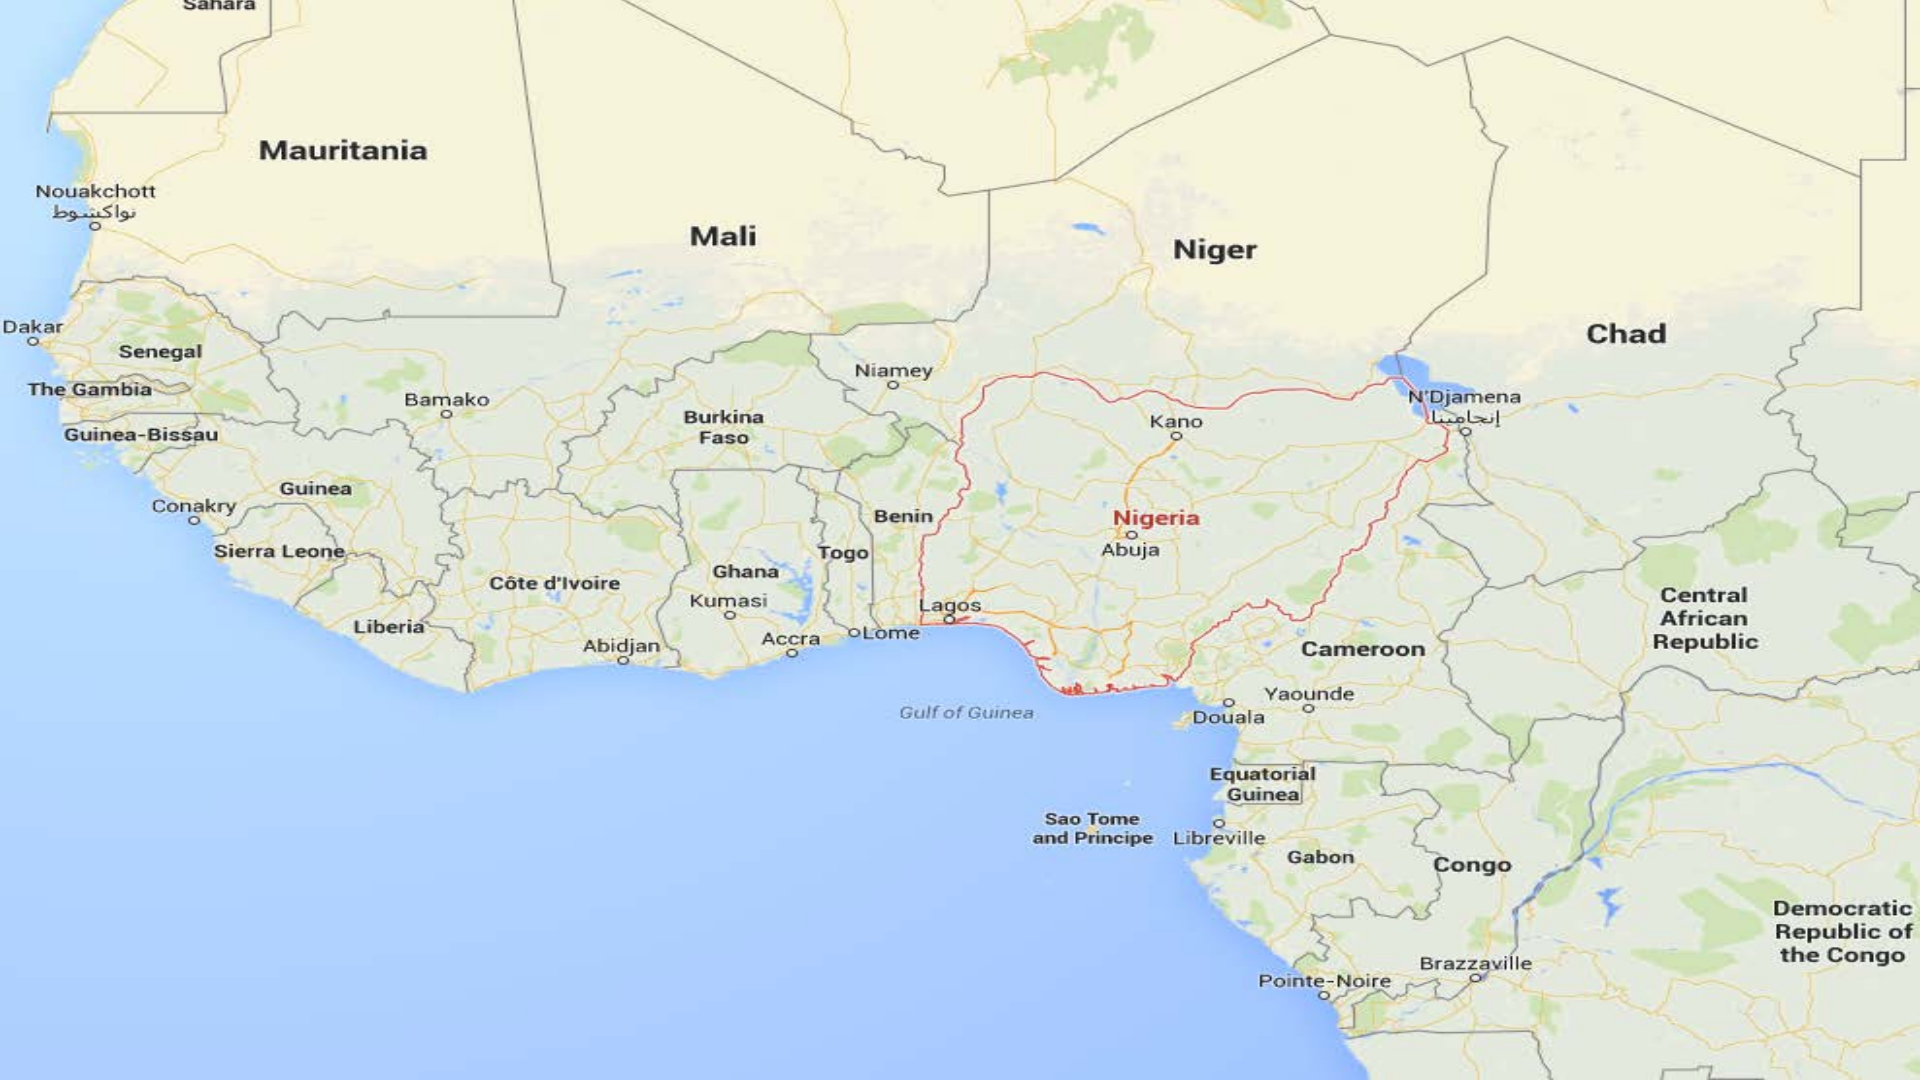 Sahara
Mauritania
Nouakchott
نواكشوط
Mali
Niger
Dakar
Senegal
Chad
The Gambia
Bamako
Niamey
N'Djamena
إنجامينا
Burkina
Faso
Kano
Guinea-Bissau
Guinea
Conakry
Benin
Nigeria
Abuja
Sierra Leone
Togo
Ghana
Côte d'Ivoire
Kumasi
Lagos
Central
African
Republic
Liberia
Abidjan
Accra
Lome
Cameroon
Yaounde
Gulf of Guinea
Douala
Equatorial
Guinea
Sao Tome
and Principe
Libreville
Gabon
Congo
Democratic
Republic of
the Congo
Brazzaville
Pointe-Noire